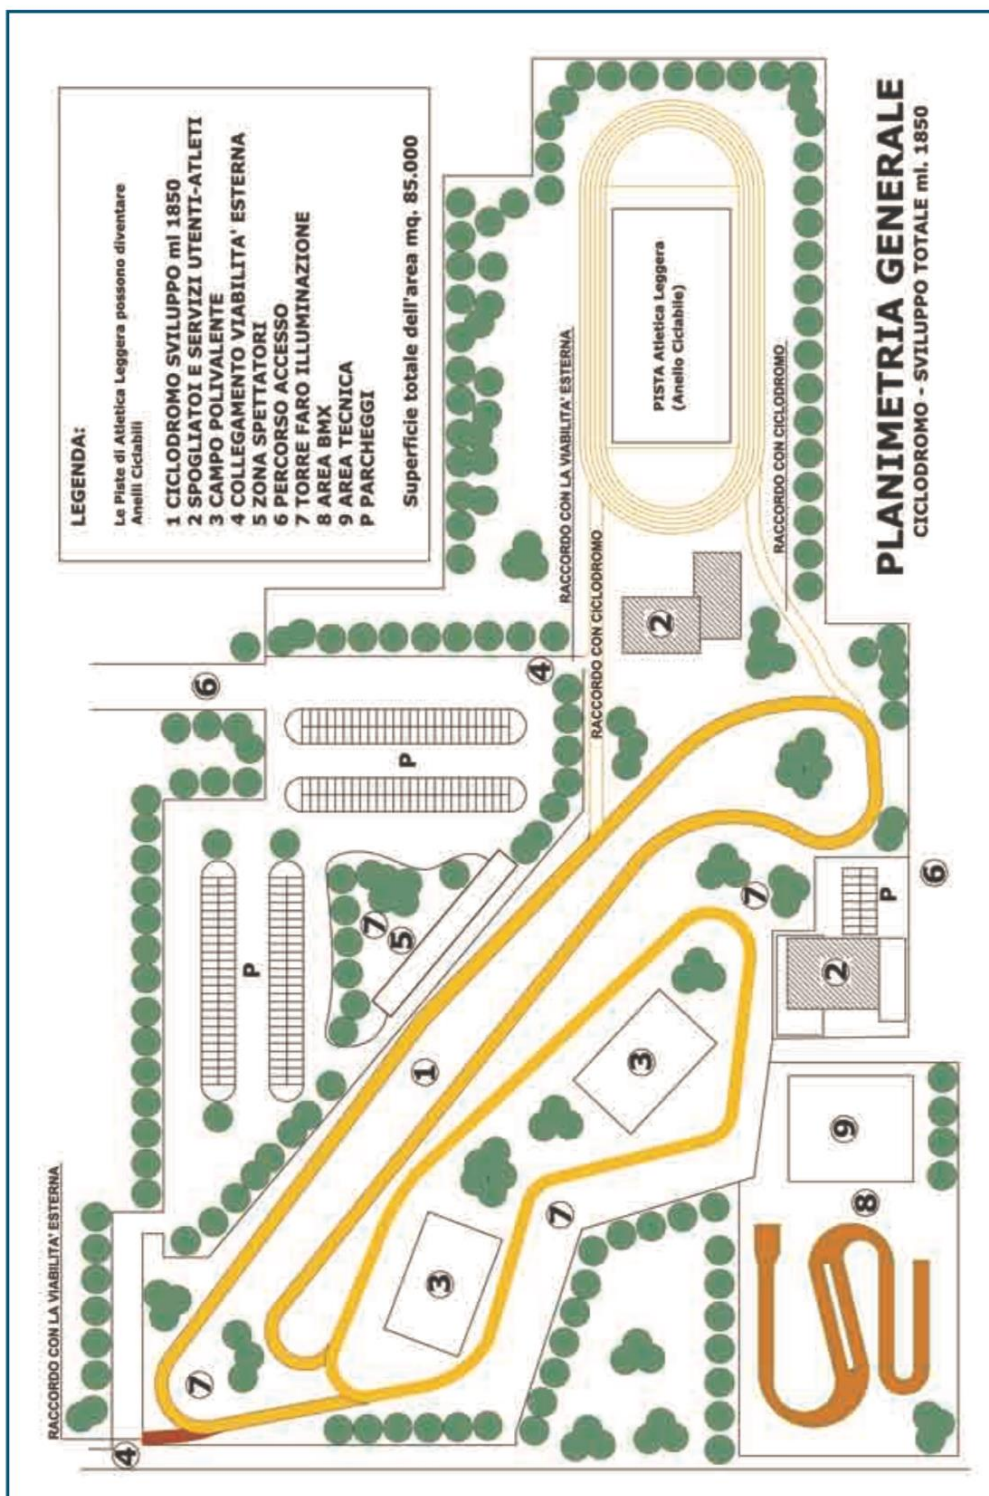 LEGENDA:
Le Piste di Atletica Leggera possono diventare
Anelli Ciclabili
1 CICLODROMO SVILUPPO ml 1850
2 SPOGLIATOI E SERVIZI UTENTI-ATLETI
3 CAMPO POLIVALENTE
4 COLLEGAMENTO VIABILITA' ESTERNA
5 ZONA SPETTATORI
6 PERCORSO ACCESSO
7 TORRE FARO ILLUMINAZIONE
8 AREA BMX
9 AREA TECNICA
P PARCHEGGI
Superficie totale dell'area mq. 85.000
RACCORDO CON LA VIABILITA' ESTERNA
4
7
P
6
P
7
5
1
3
3
7
4
RACCORDO CON LA VIABILITA' ESTERNA
RACCORDO CON CICLODROMO
2
PISTA Atletica Leggera
(Anello Ciclabile)
RACCORDO CON CICLODROMO
7
2
P
6
8
9
PLANIMETRIA GENERALE
CICLODROMO - SVILUPPO TOTALE ml. 1850